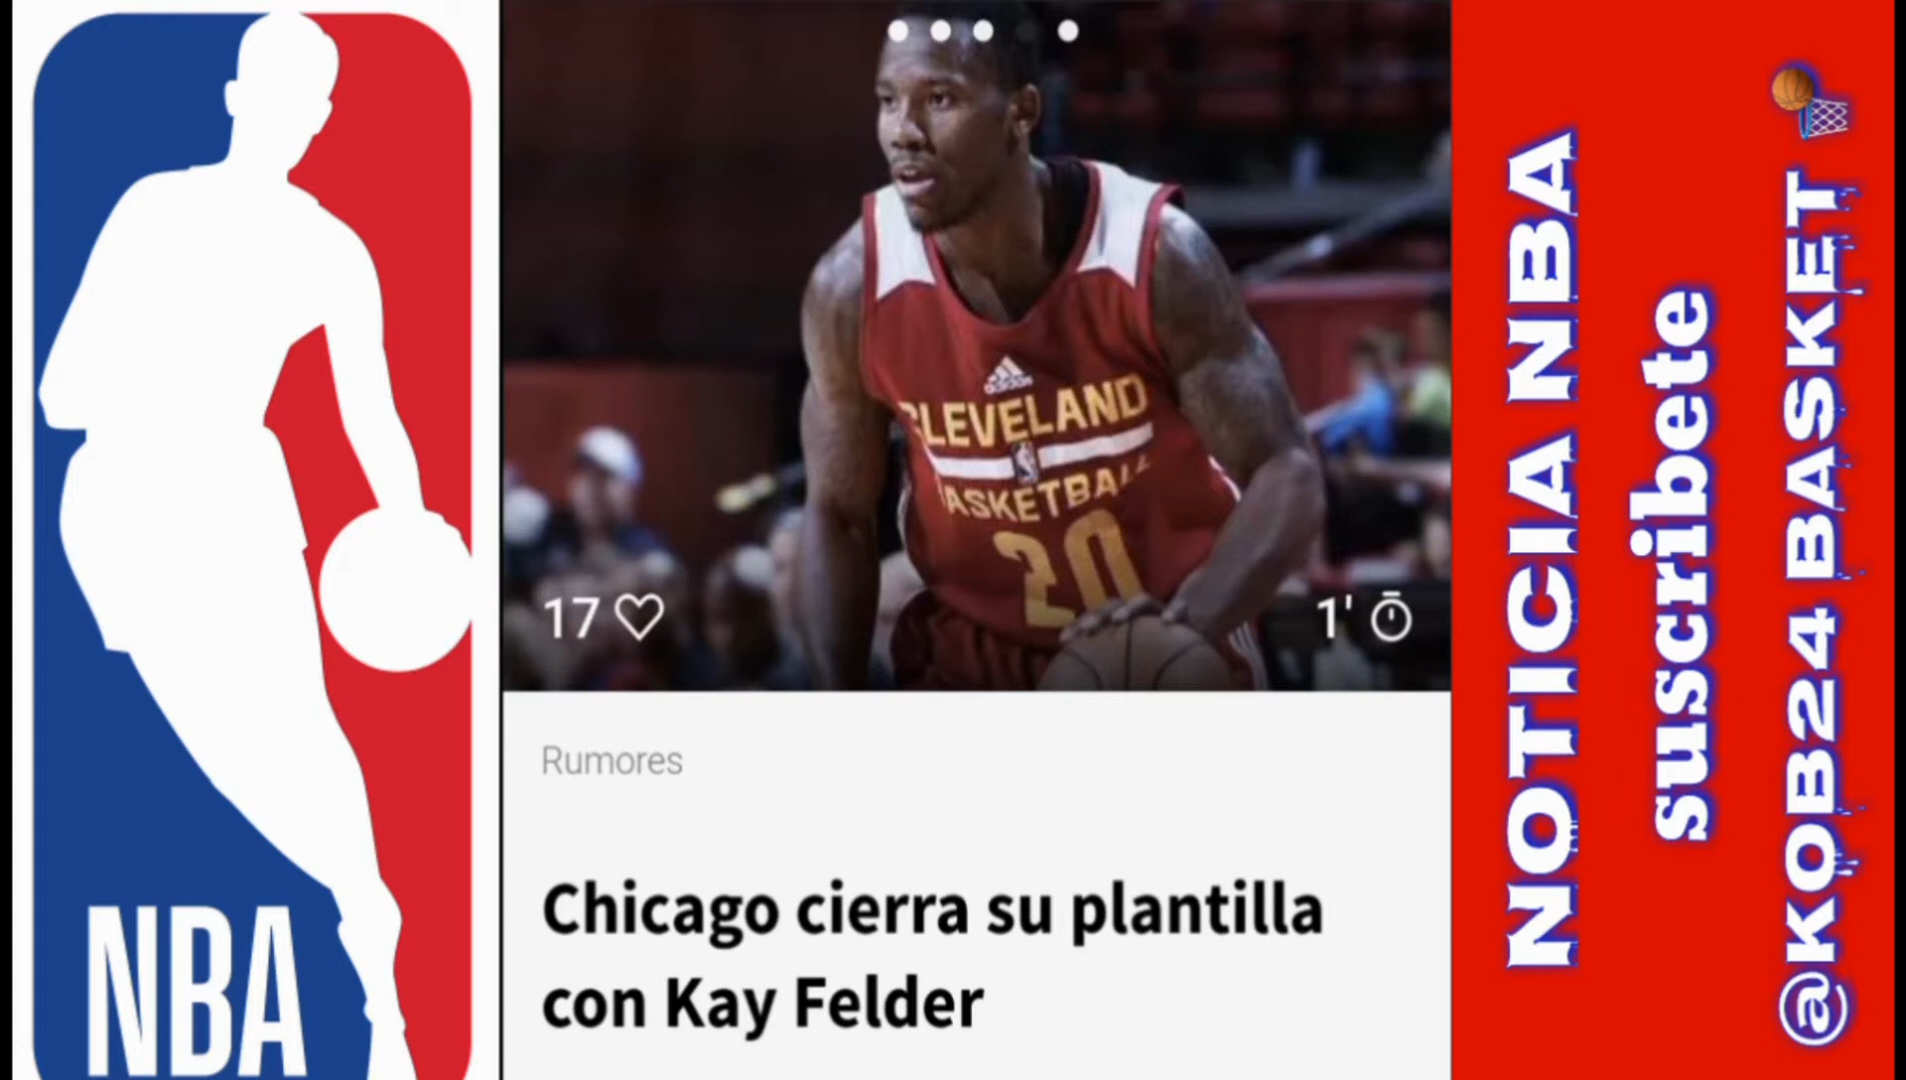 NBA
adidas
CLEVELAND
BASKETBALL
20
17
1'
Rumores
Chicago cierra su plantilla
con Kay Felder
NOTICIA NBA
suscribete
@KOB24 BASKET